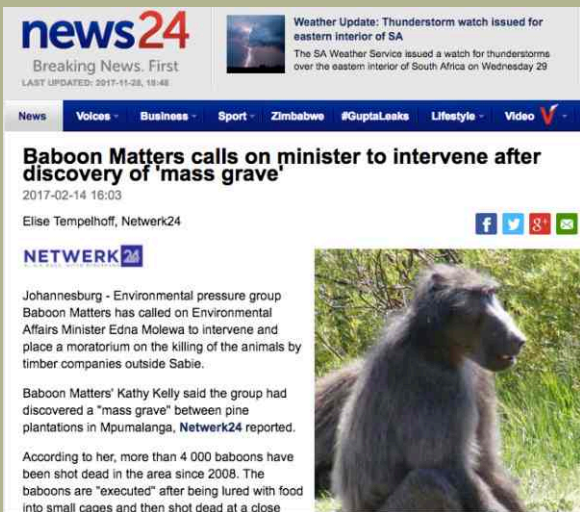 news24
Breaking News. First
LAST UPDATED: 2017-11-28, 18:48
Weather Update: Thunderstorm watch issued for
eastern interior of SA
The SA Weather Service issued a watch for thunderstorms
over the eastern interior of South Africa on Wednesday 29
News Voices Business Sport Zimbabwe #GuptaLeaks Lifestyle Video
Baboon Matters calls on minister to intervene after
discovery of 'mass grave'
2017-02-14 16:03
Elise Tempelhoff, Netwerk24
NETWERK24
Johannesburg - Environmental pressure group
Baboon Matters has called on Environmental
Affairs Minister Edna Molewa to intervene and
place a moratorium on the killing of the animals by
timber companies outside Sabie.
Baboon Matters' Kathy Kelly said the group had
discovered a "mass grave" between pine
plantations in Mpumalanga, Netwerk24 reported.
According to her, more than 4 000 baboons have
been shot dead in the area since 2008. The
baboons are "executed" after being lured with food
into small cages and then shot dead at a close